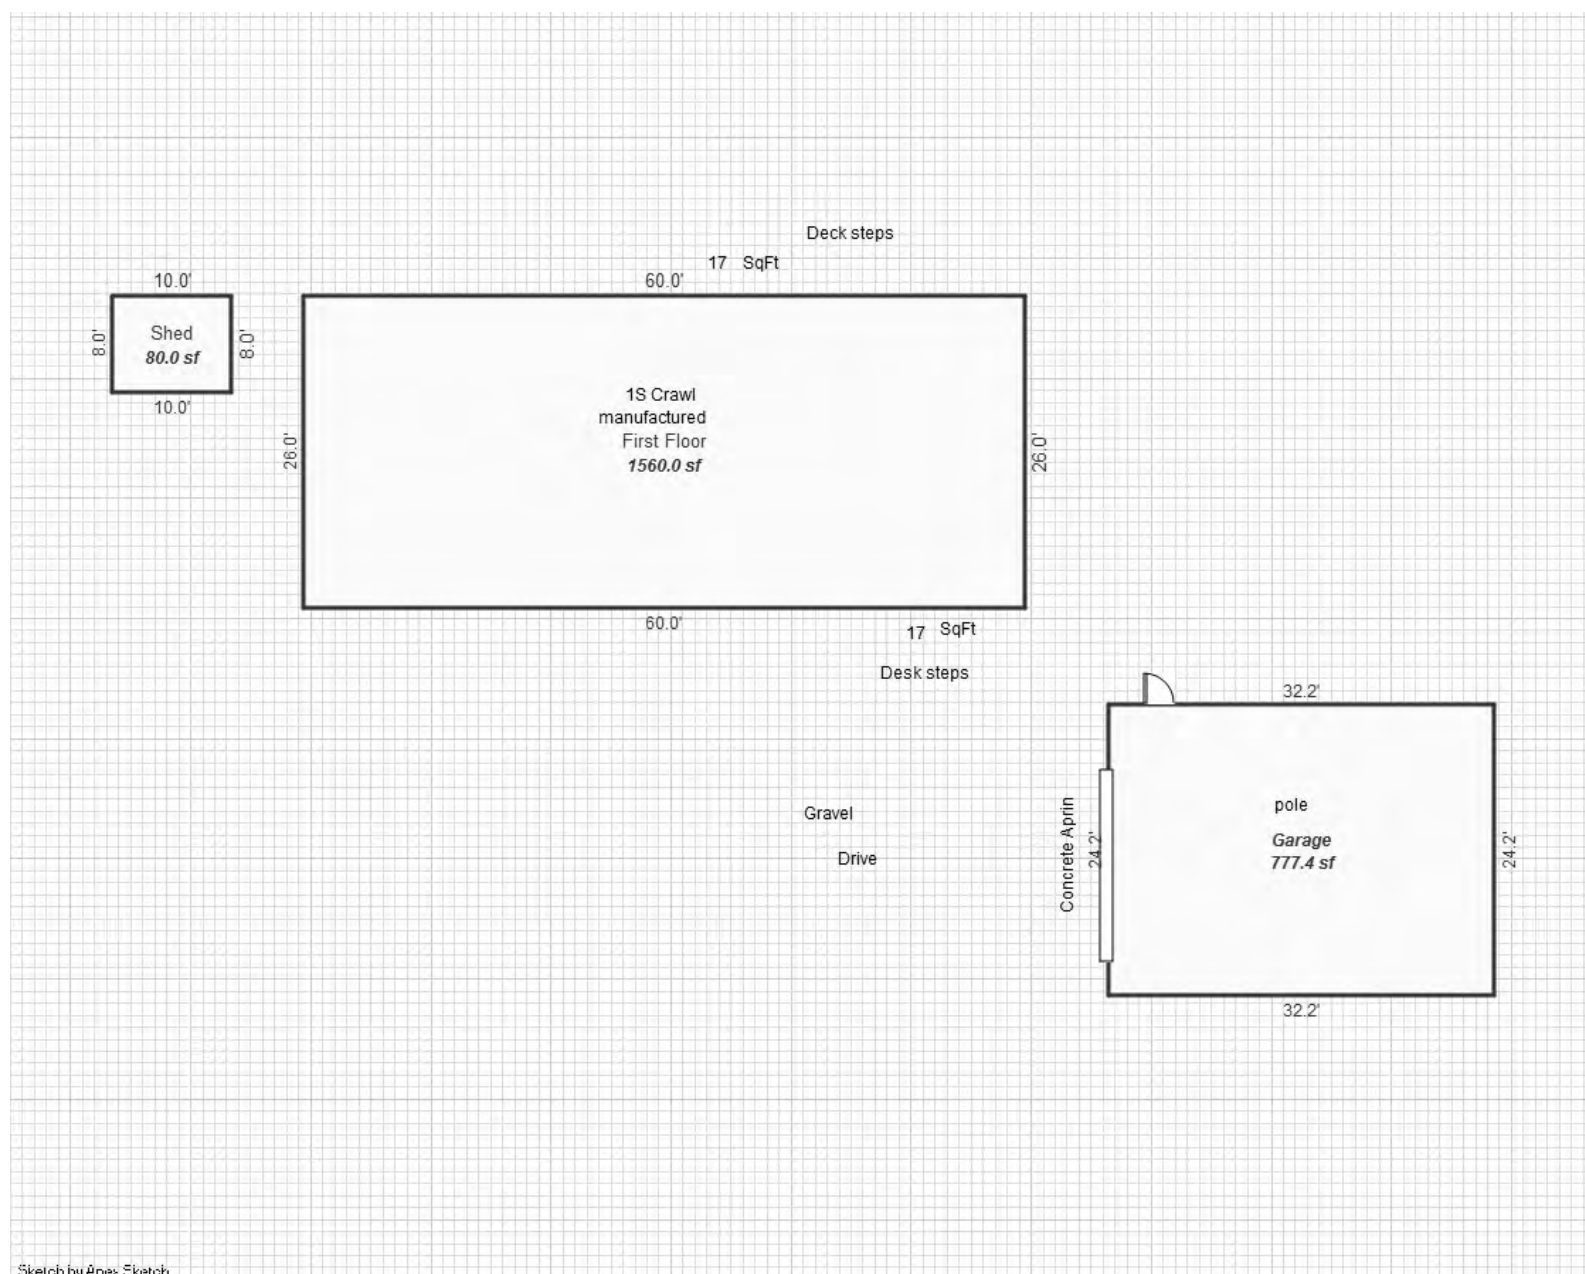 Deck steps
17 SqFt
10.0'
60.0'
8.0'
Shed
80.0 sf
8.0'
10.0'
26.0'
1S Crawl
manufactured
First Floor
1560.0 sf
26.0'
60.0'
17 SqFt
Desk steps
32.2'
Gravel
Drive
Concrete Aprin
24.2'
pole
Garage
777.4 sf
24.2'
32.2'
Sketch by Apex Sketch